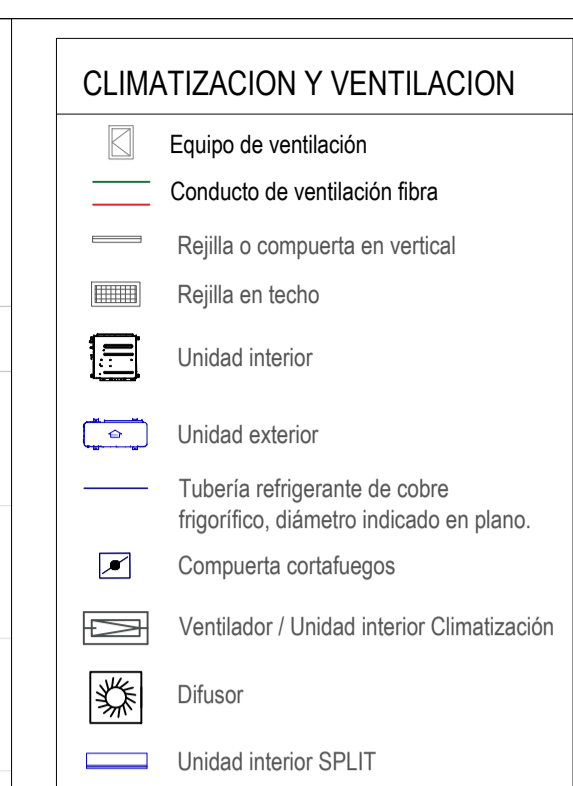 CLIMATIZACION Y VENTILACION
Equipo de ventilación
Conducto de ventilación fibra
Rejilla o compuerta en vertical
Rejilla en techo
Unidad interior
Unidad exterior
Tubería refrigerante de cobre
frigorífico, diámetro indicado en plano.
Compuerta cortafuegos
Ventilador / Unidad interior Climatización
Difusor
Unidad interior SPLIT